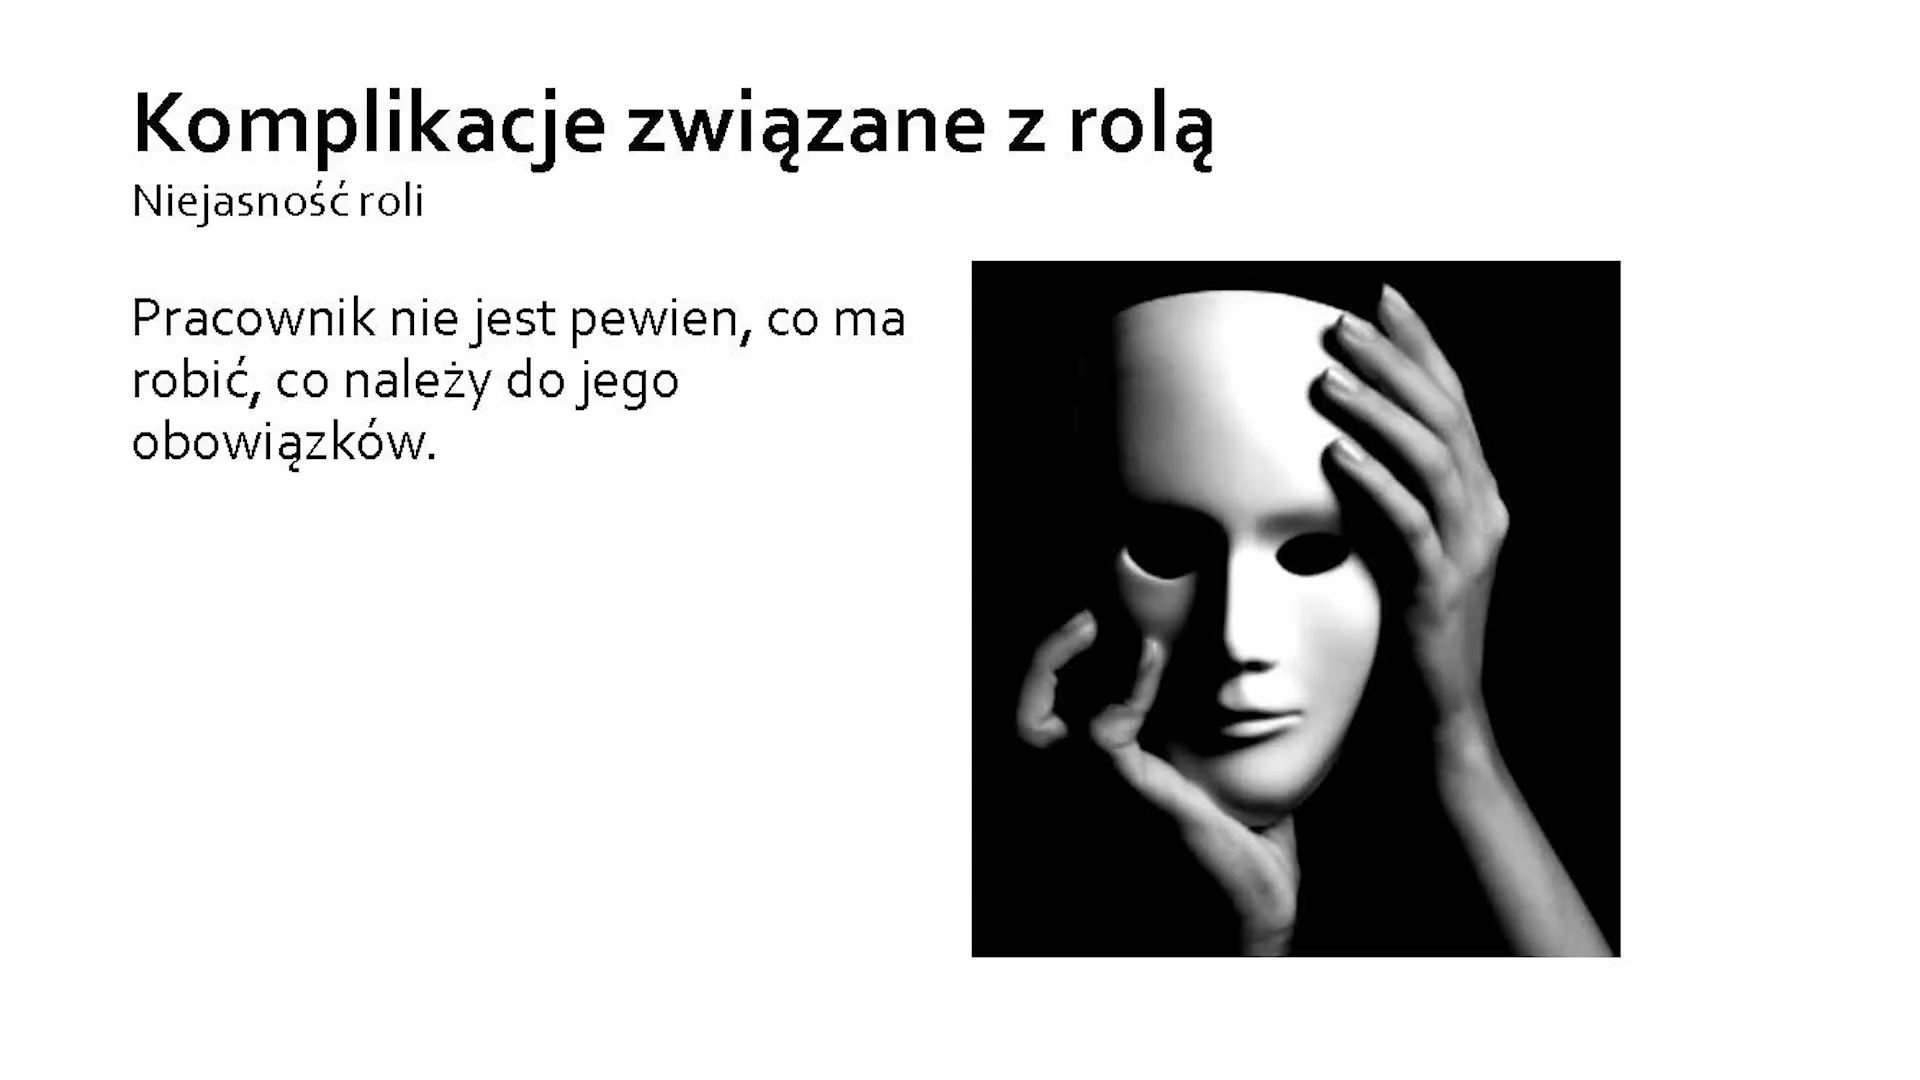 Komplikacje związane z rolą
Niejasność roli
Pracownik nie jest pewien, co ma
robić, co należy do jego
obowiązków.